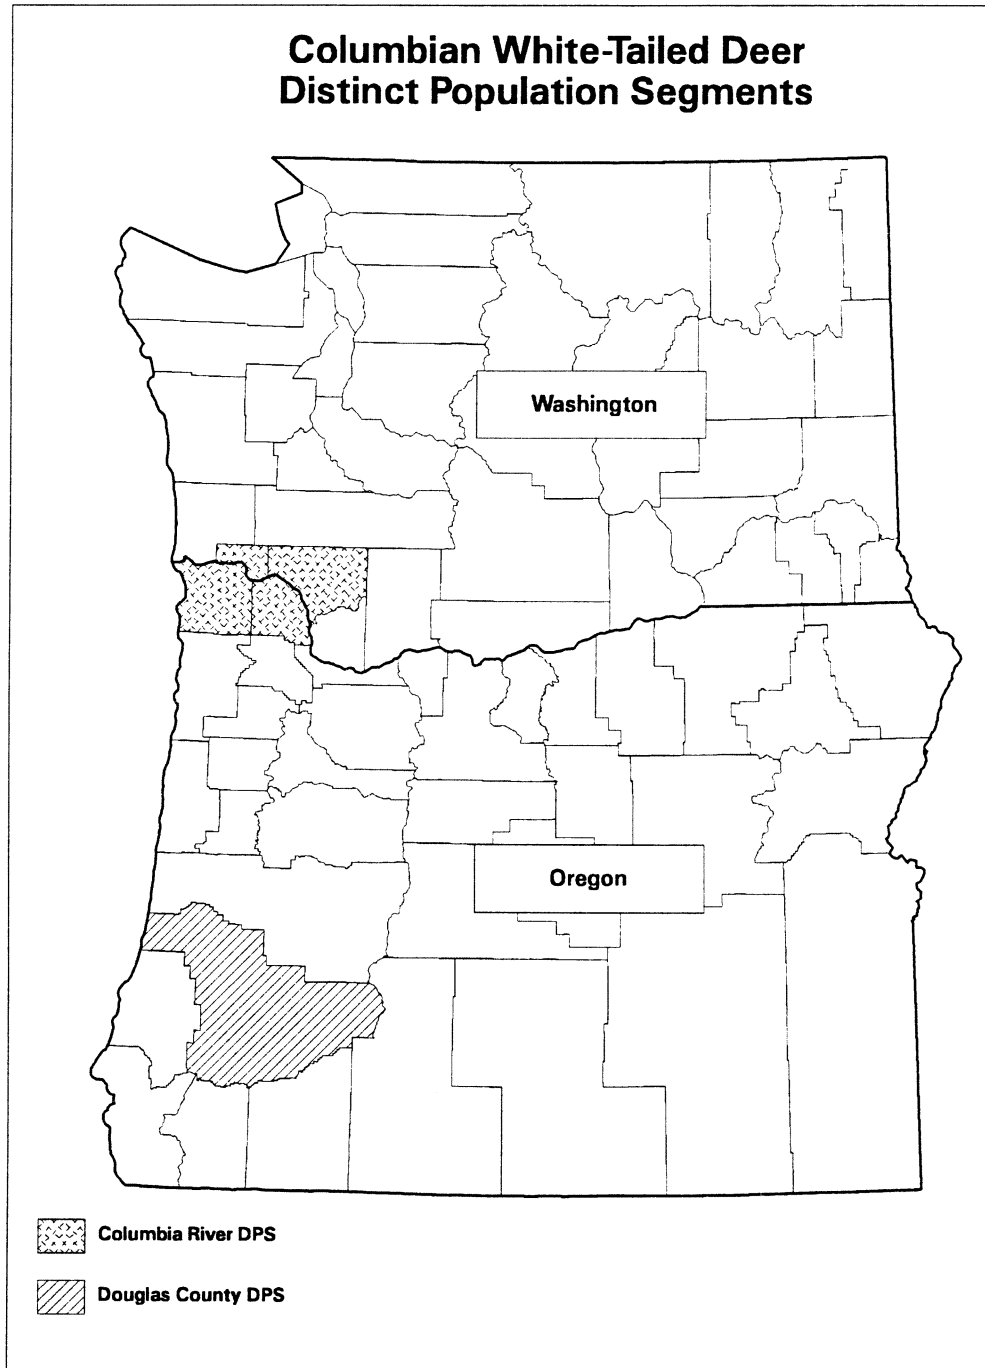 Columbian White-Tailed Deer
Distinct Population Segments
Washington
Oregon
Columbia River DPS
Douglas County DPS